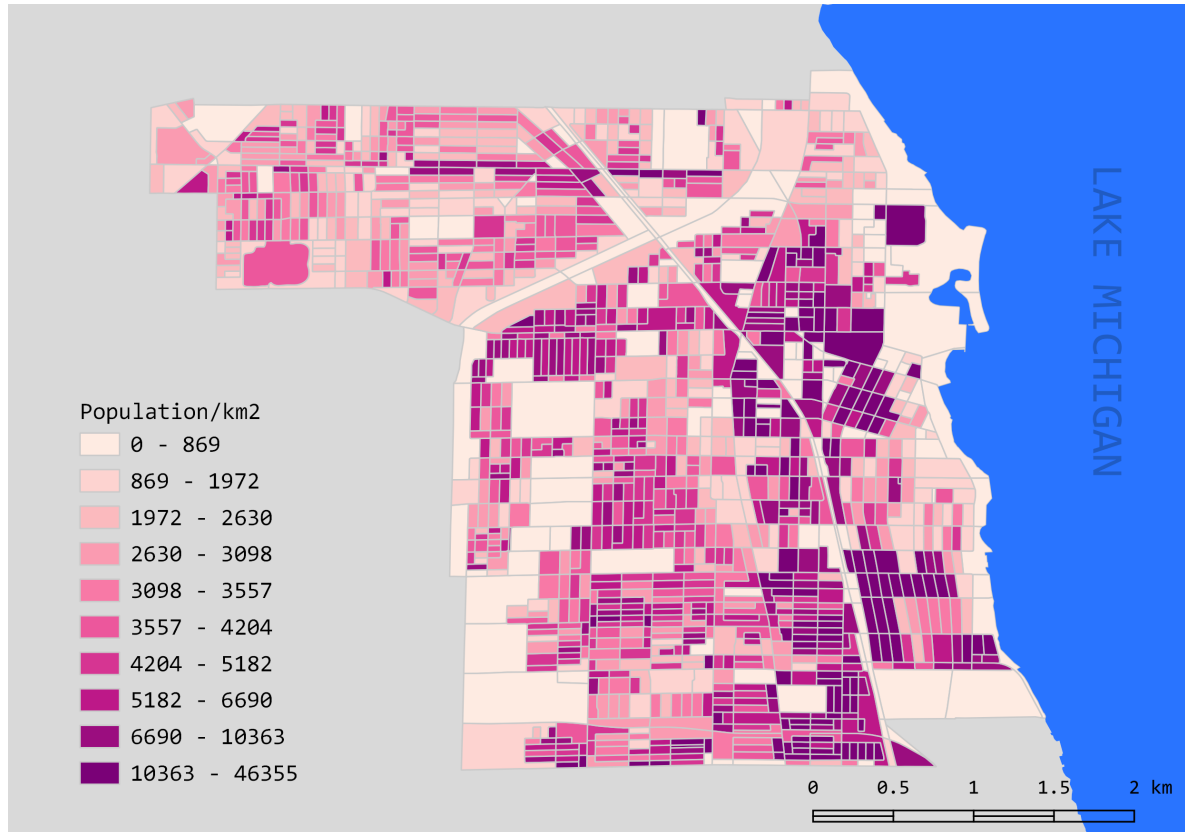 LAKE MICHIGAN
Population/km2
0 - 869
869 - 1972
1972 - 2630
2630 - 3098
3098 - 3557
3557 - 4204
4204 - 5182
5182 - 6690
6690 - 10363
10363 - 46355
0 0.5 1 1.5 2 km